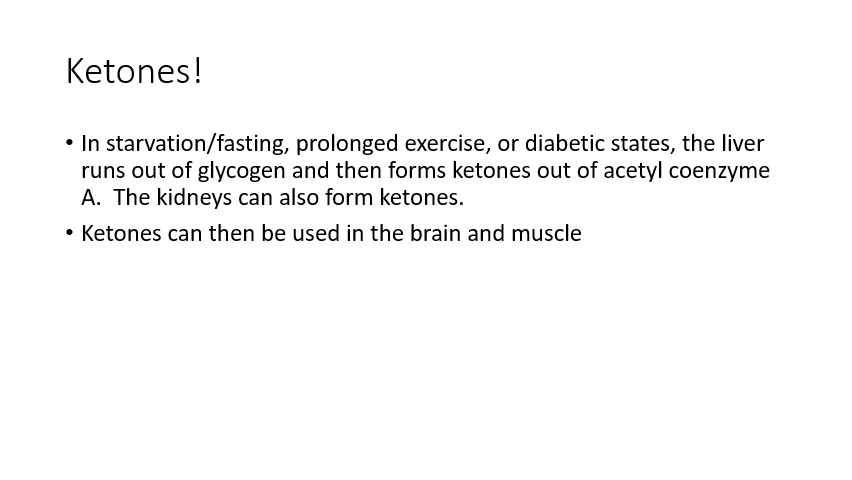 Ketones!
• In starvation/fasting, prolonged exercise, or diabetic states, the liver
runs out of glycogen and then forms ketones out of acetyl coenzyme
A.  The kidneys can also form ketones.
• Ketones can then be used in the brain and muscle